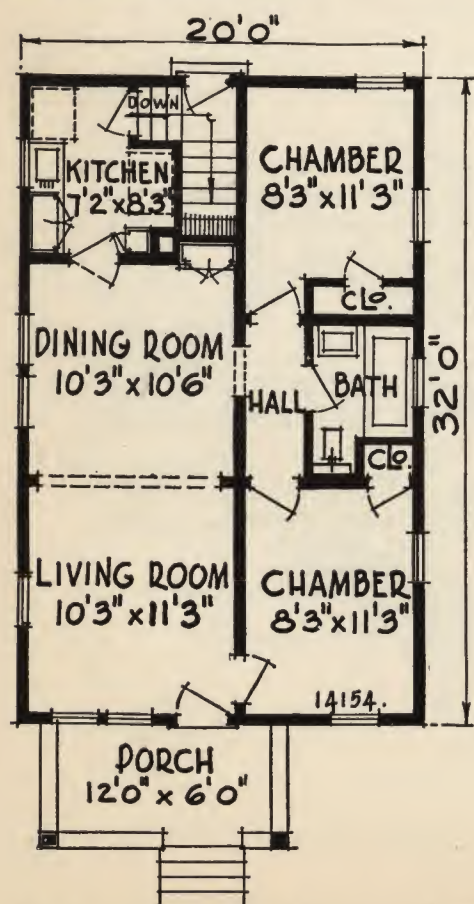 20'0"
DOWN
KITCHEN
7'2"x8'3"
CHAMBER
8'3"x11'3"
CLO.
DINING ROOM
10'3"x10'6"
HALL
BATH
32'0"
CLO.
LIVING ROOM
10'3"x11'3"
CHAMBER
8'3"x11'3"
14154.
PORCH
12'0" x 6'0"